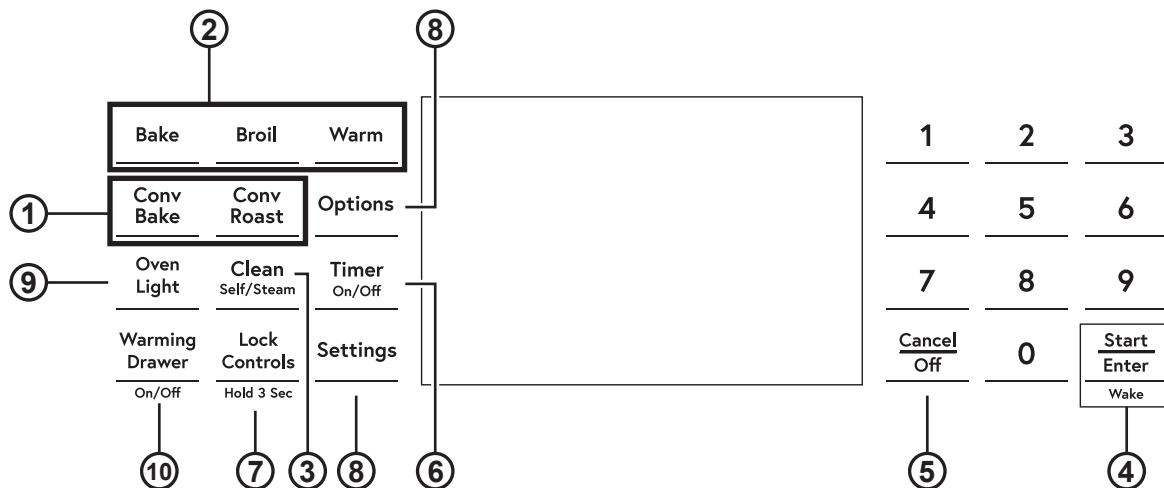 2 8
Bake Broil Warm 1 2 3
1 Conv Bake Conv Roast Options 8 4 5 6
9 Oven Light Clean Self/Steam Timer On/Off 7 8 9
Warming Drawer On/Off Lock Controls Hold 3 Sec Settings Cancel Off 0 Start Enter Wake
10 7 3 8 6 5 4